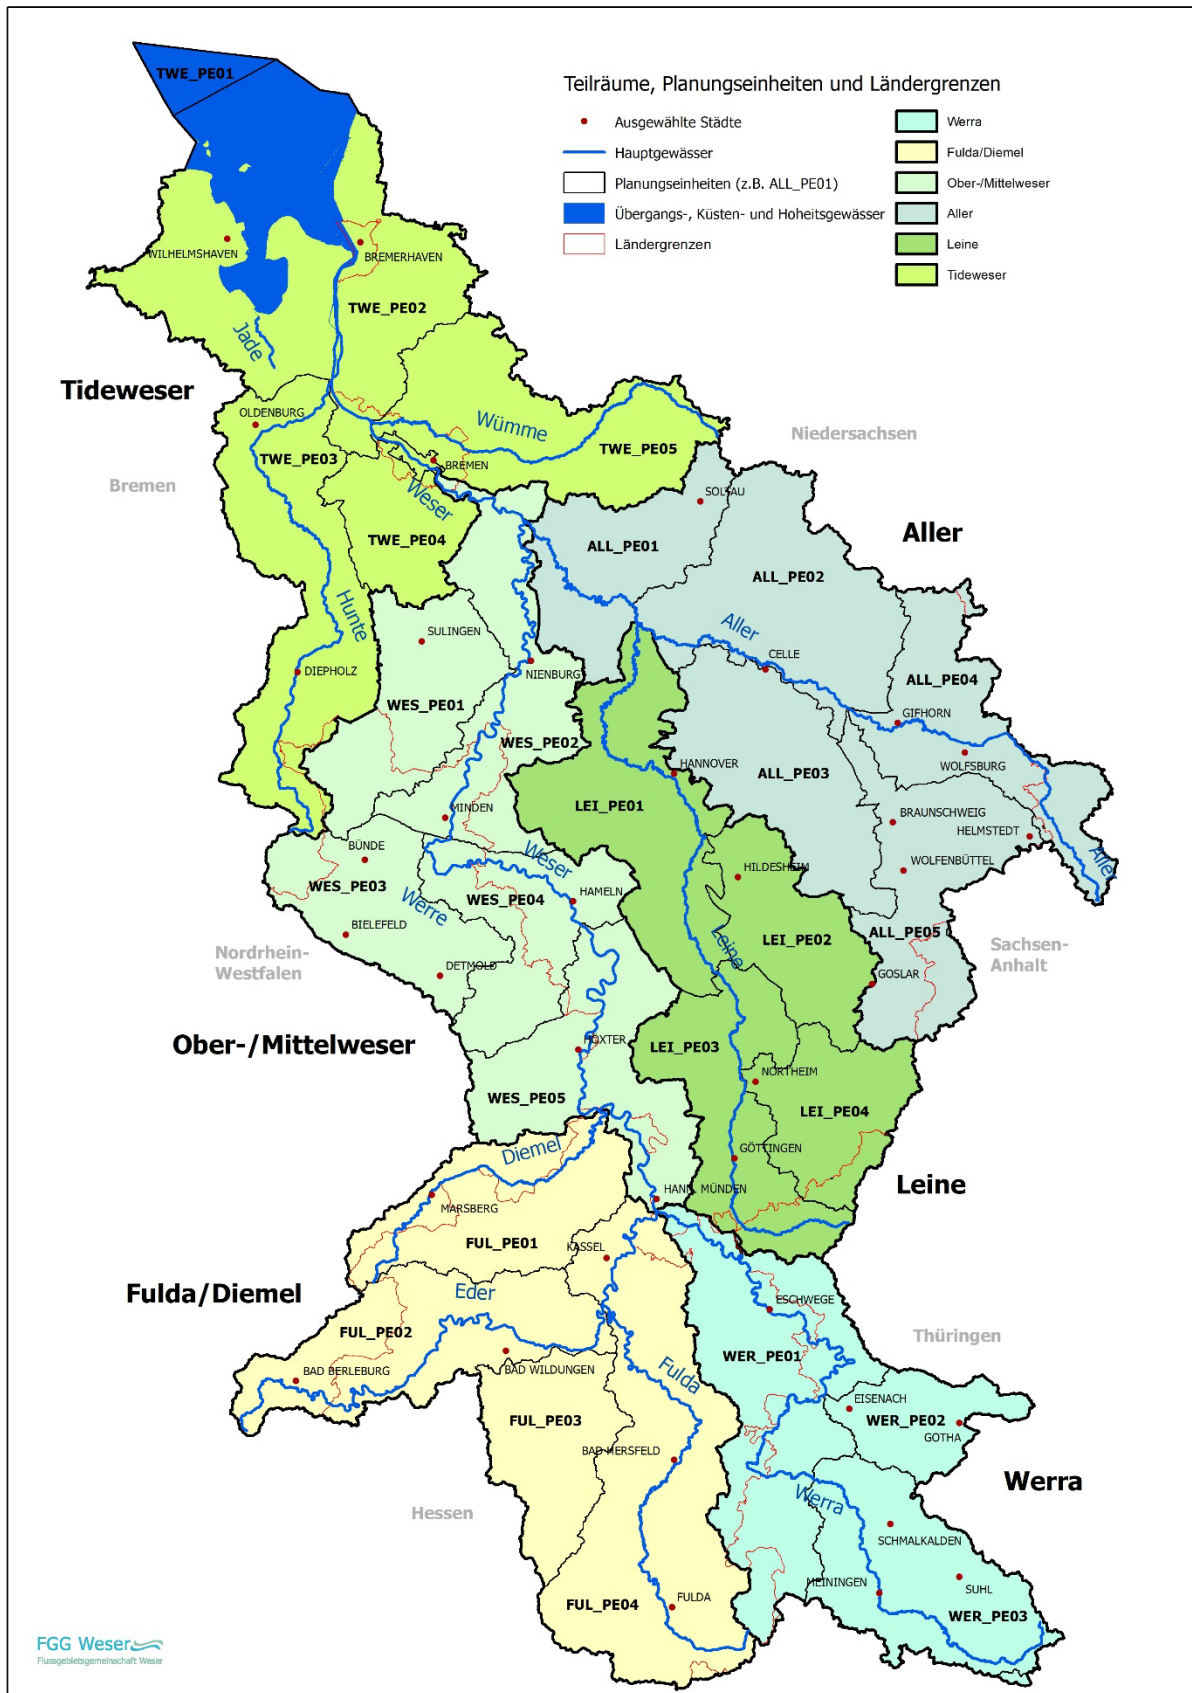 TWE_PE01
Teilräume, Planungseinheiten und Ländergrenzen
Ausgewählte Städte
Hauptgewässer
Planungseinheiten (z.B. ALL_PE01)
Übergangs-, Küsten- und Hoheitsgewässer
Ländergrenzen
Werra
Fulda/Diemel
Ober-/Mittelweser
Aller
Leine
Tideweser
WILHELMSHAVEN
BREMERHAVEN
TWE_PE02
Jade
Tideweser
OLDENBURG
Wümme
Niedersachsen
TWE_PE03
BREMEN
TWE_PE05
Bremen
Weser
SOLTAU
Aller
TWE_PE04
ALL_PE01
ALL_PE02
Hunte
SULINGEN
Aller
DIEPHOLZ
NIENBURG
CELLE
ALL_PE04
WES_PE01
GIFHORN
WES_PE02
WOLFSBURG
HANNOVER
ALL_PE03
LEI_PE01
MINDEN
BRAUNSCHWEIG
HELMSTEDT
BÜNDE
Weser
HILDESHEIM
WOLFENBÜTTEL
Aller
WES_PE03
WES_PE04
HAMELN
Werre
BIELEFELD
Leine
LEI_PE02
ALL_PE05
Nordrhein-
Westfalen
Sachsen-
Anhalt
DETMOLD
GOSLAR
Ober-/Mittelweser
HÖXTER
LEI_PE03
NORTHEIM
WES_PE05
LEI_PE04
Diemel
GÖTTINGEN
Leine
HANN. MÜNDEN
MARSBERG
FUL_PE01
KASSEL
Fulda/Diemel
Eder
ESCHWEGE
FUL_PE02
Thüringen
WER_PE01
BAD BERLEBURG
BAD WILDUNGEN
Fulda
EISENACH
FUL_PE03
WER_PE02
GOTHA
BAD HERSFELD
Werra
Werra
Hessen
SCHMALKALDEN
SUHL
MEININGEN
FUL_PE04
FULDA
WER_PE03
FGG Weser
Flussgebietsgemeinschaft Weser